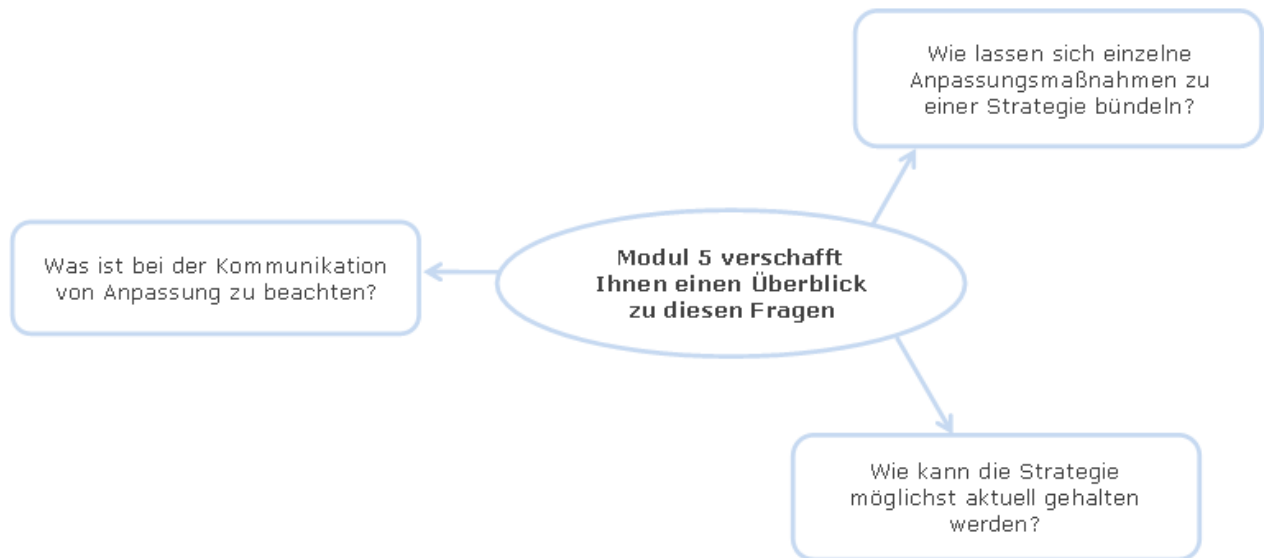 Wie lassen sich einzelne
Anpassungsmaßnahmen zu
einer Strategie bündeln?
Modul 5 verschafft
Ihnen einen Überblick
zu diesen Fragen
Was ist bei der Kommunikation
von Anpassung zu beachten?
Wie kann die Strategie
möglichst aktuell gehalten
werden?